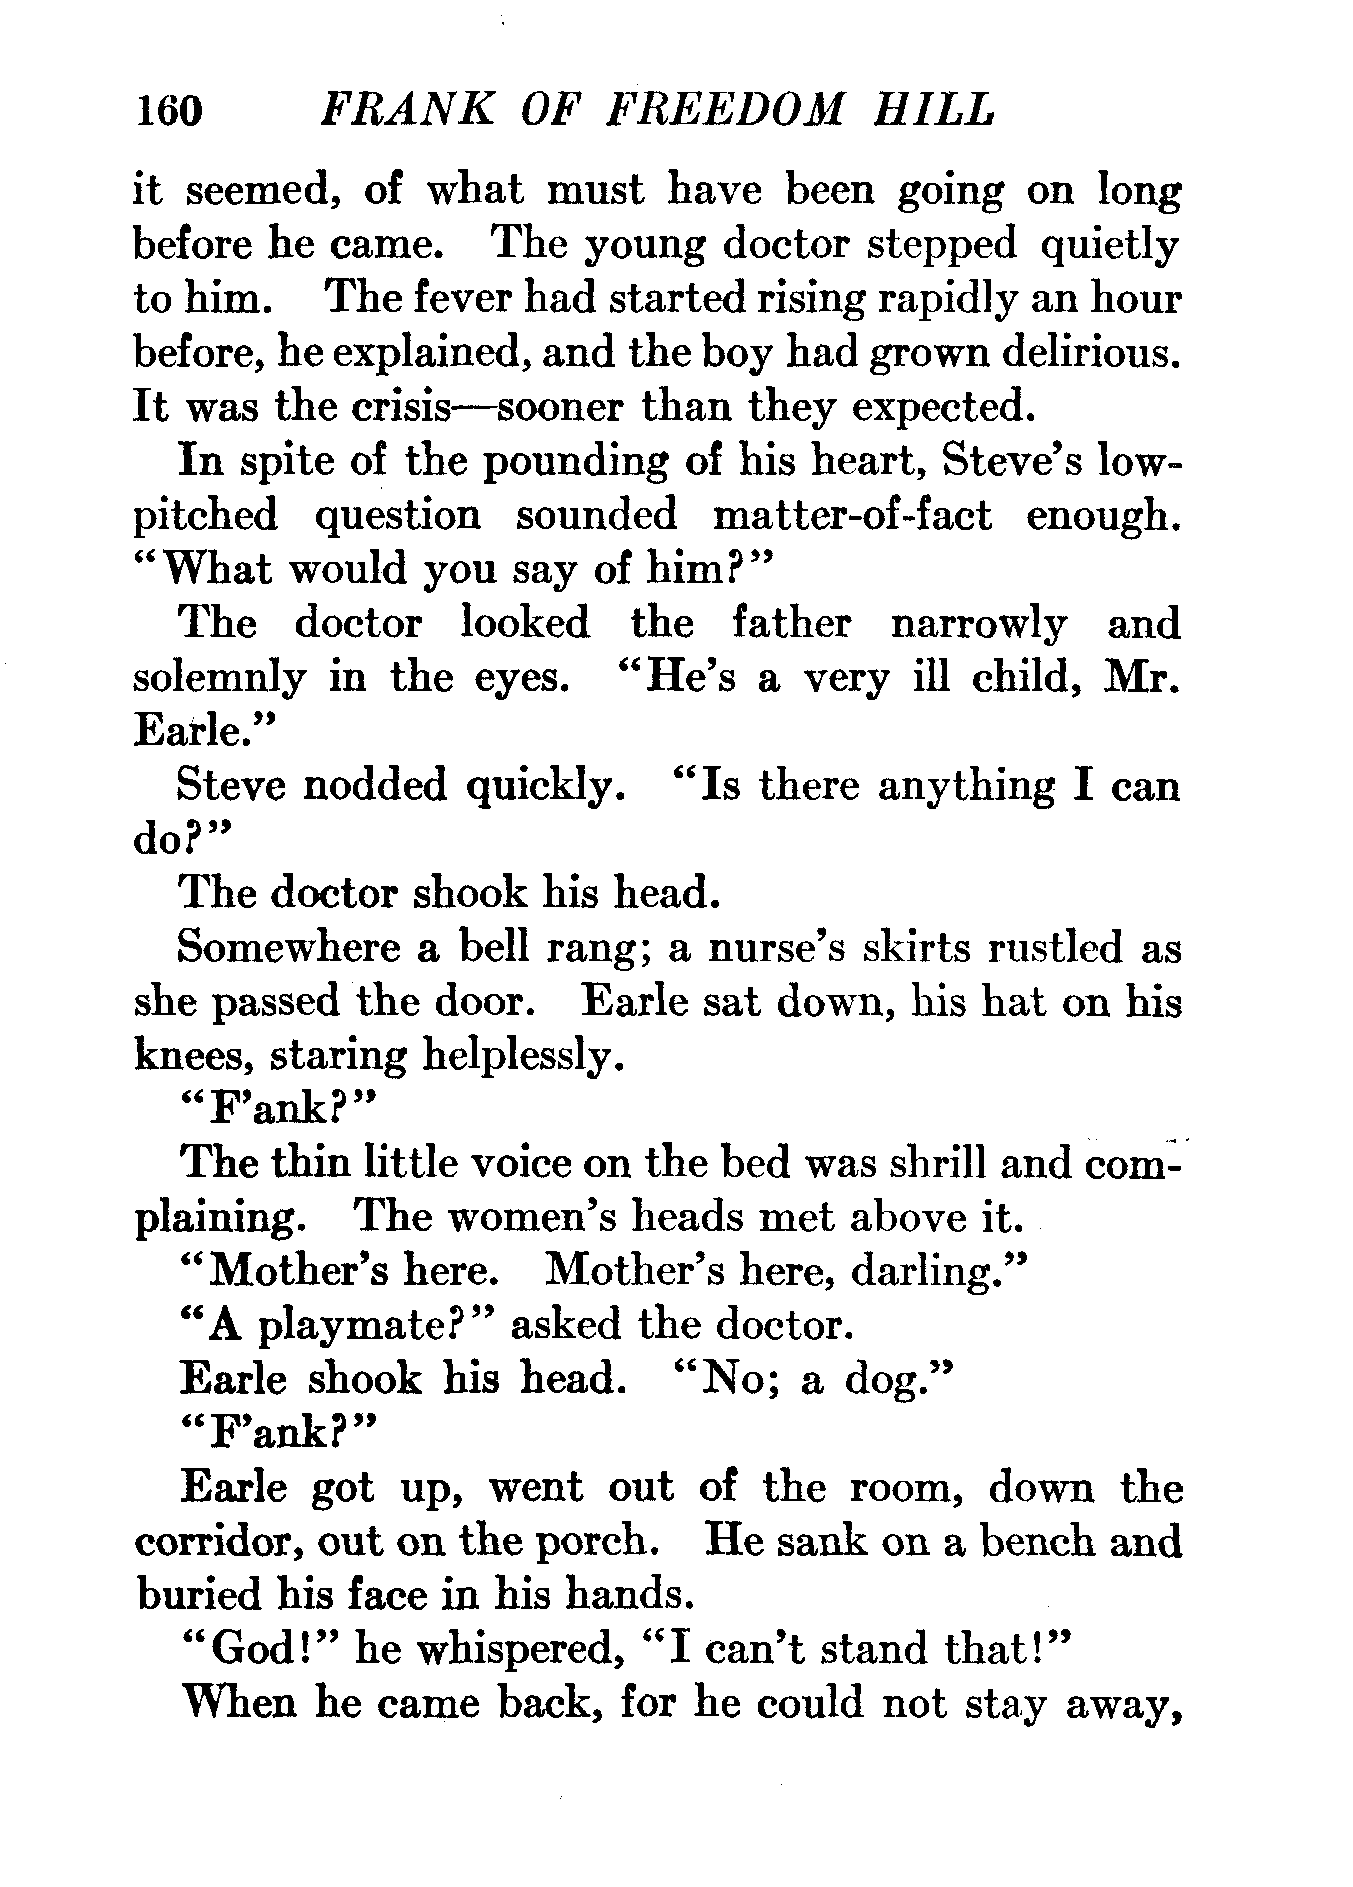 160 FRANK OF FREEDOM HILL
it seemed, of what must have been going on long
before he came. The young doctor stepped quietly
to him. The fever had started rising rapidly an hour
before, he explained, and the boy had grown delirious.
It was the crisis—sooner than they expected.
In spite of the pounding of his heart, Steve's low-
pitched question sounded matter-of-fact enough.
"What would you say of him?"
The doctor looked the father narrowly and
solemnly in the eyes. "He's a very ill child, Mr.
Earle."
Steve nodded quickly. "Is there anything I can
do?"
The doctor shook his head.
Somewhere a bell rang; a nurse's skirts rustled as
she passed the door. Earle sat down, his hat on his
knees, staring helplessly.
"F'ank?"
The thin little voice on the bed was shrill and com-
plaining. The women's heads met above it.
"Mother's here. Mother's here, darling."
"A playmate?" asked the doctor.
Earle shook his head. "No; a dog."
"F'ank?"
Earle got up, went out of the room, down the
corridor, out on the porch. He sank on a bench and
buried his face in his hands.
"God!" he whispered, "I can't stand that!"
When he came back, for he could not stay away,